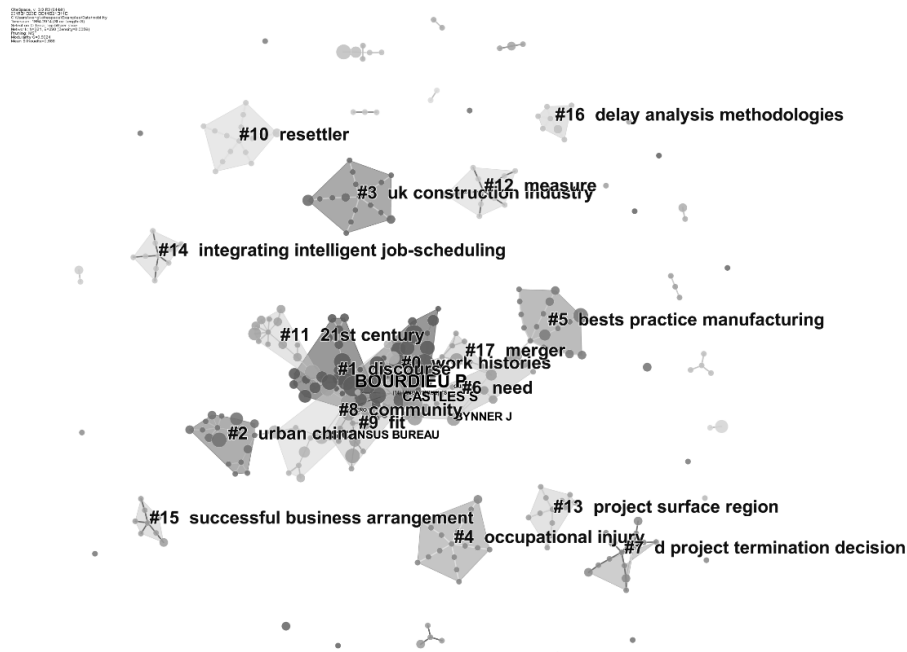 #16 delay analysis methodologies
#10 resettler
#12 measure
#3 uk construction industry
#14 integrating intelligent job-scheduling
#5 bests practice manufacturing
#11 21st century
#17 merger
#0 work histories
#1 discourse
BOURDIEU P
#6 need
CASTLES S
#8 community
BYNNER J
#9 fit
#2 urban china
NSUS BUREAU
#13 project surface region
#15 successful business arrangement
#4 occupational injury
#7 d project termination decision